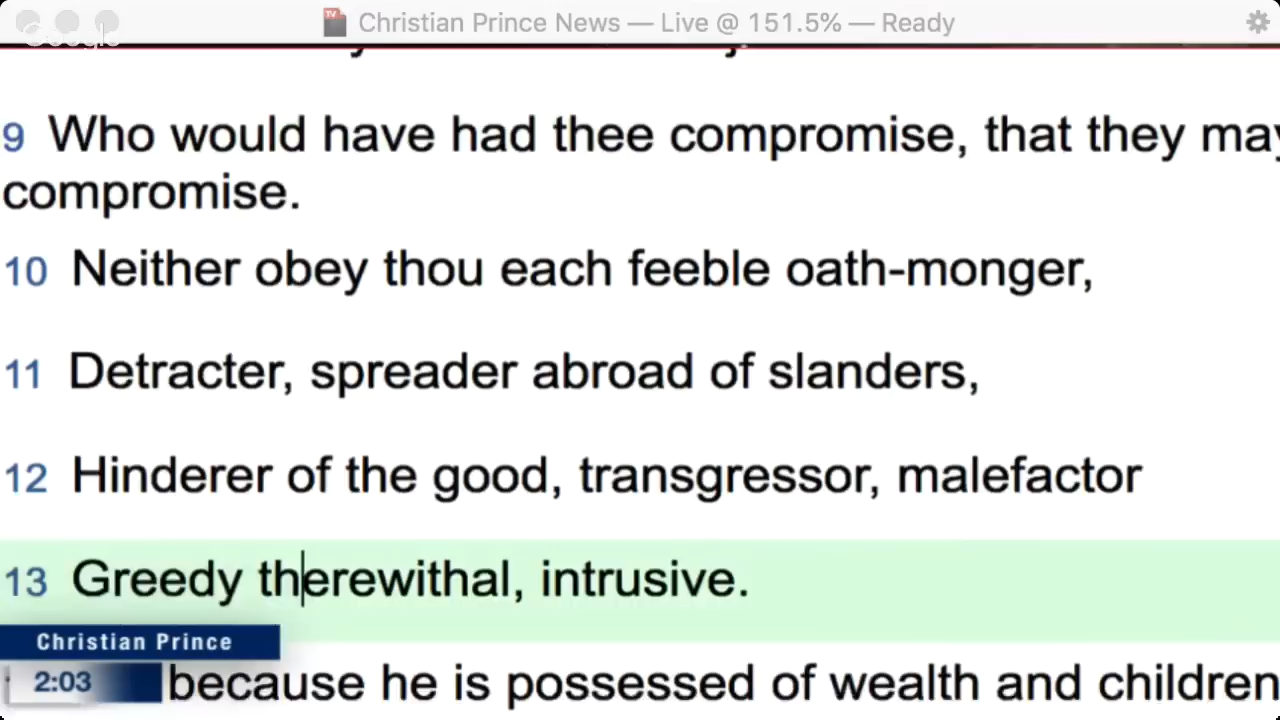 Christian Prince News — Live @ 151.5% — Ready
Google
9 Who would have had thee compromise, that they may
compromise.
10 Neither obey thou each feeble oath-monger,
11 Detracter, spreader abroad of slanders,
12 Hinderer of the good, transgressor, malefactor
13 Greedy therewithal, intrusive.
Christian Prince
2:03 because he is possessed of wealth and children